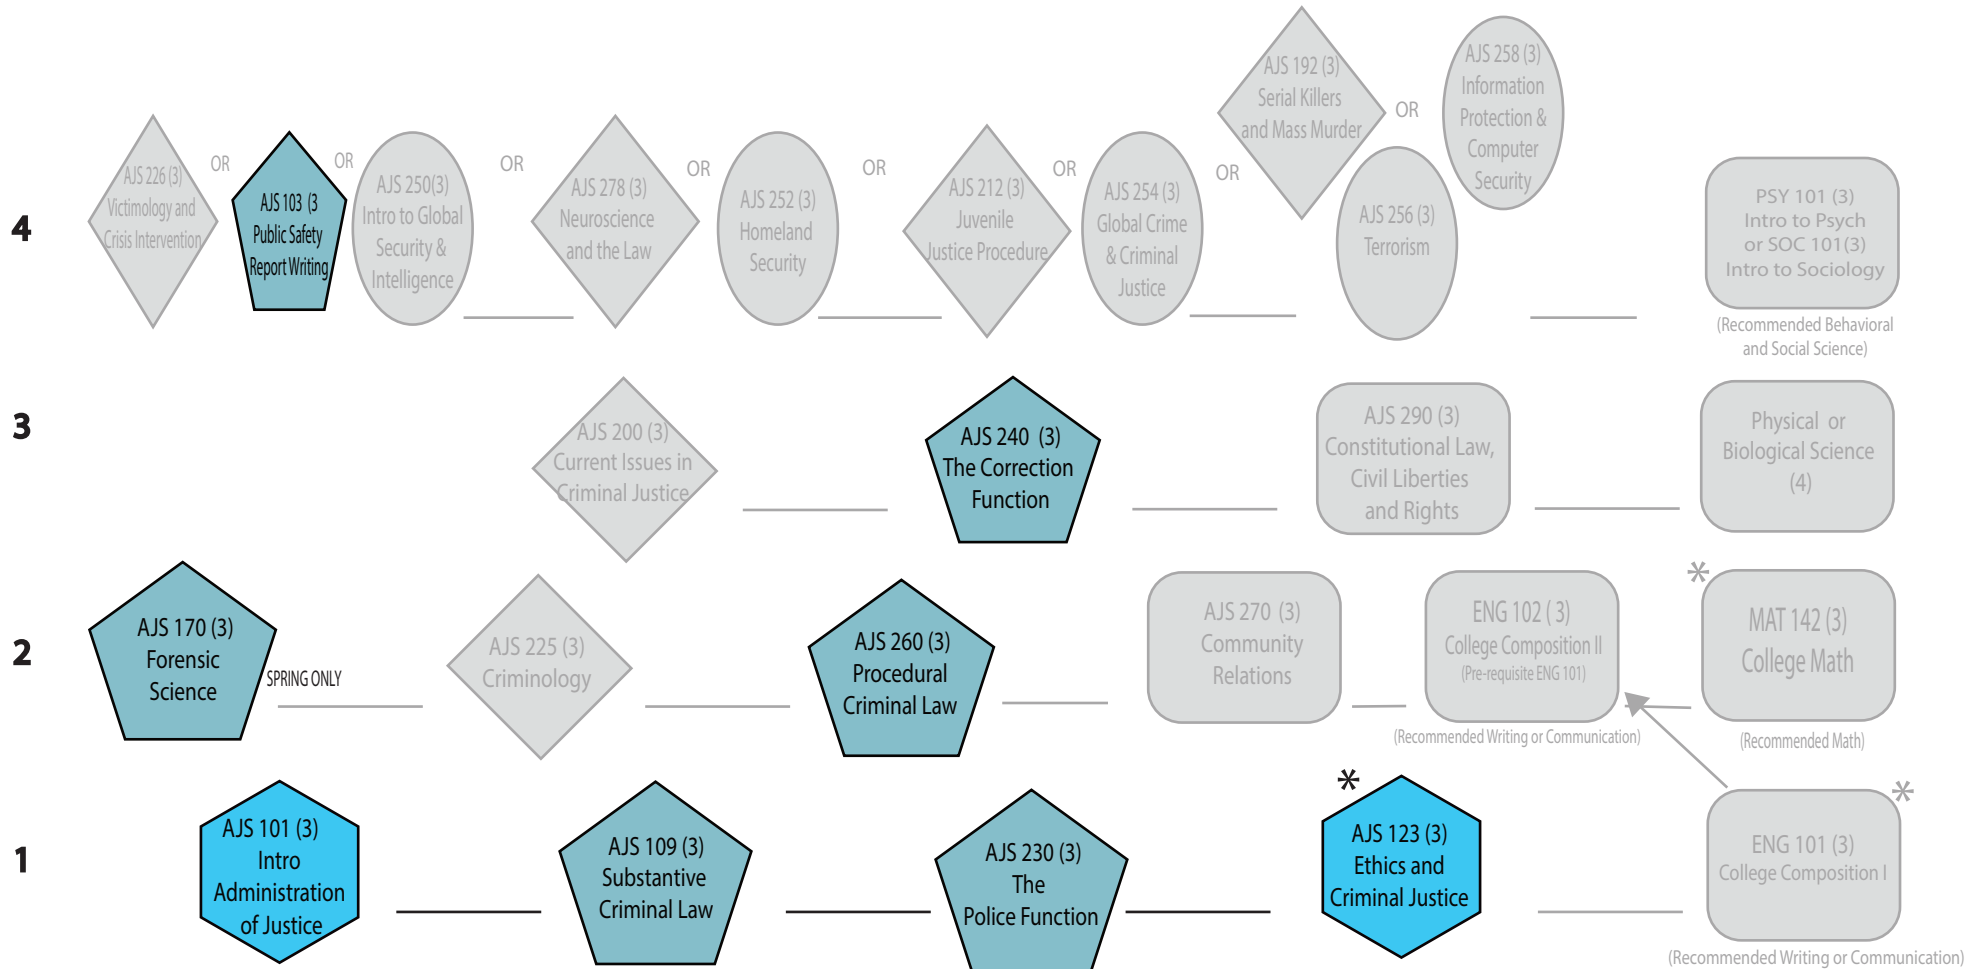 4
AJS 226 (3)
Victimology and
Crisis Intervention
OR
AJS 103 (3
Public Safety
Report Writing
OR
AJS 250(3)
Intro to Global
Security &
Intelligence
OR
AJS 278 (3)
Neuroscience
and the Law
OR
AJS 252 (3)
Homeland
Security
OR
AJS 212 (3)
Juvenile
Justice Procedure
OR
AJS 254 (3)
Global Crime
& Criminal
Justice
OR
AJS 192 (3)
Serial Killers
and Mass Murder
OR
AJS 258 (3)
Information
Protection &
Computer
Security
AJS 256 (3)
Terrorism
PSY 101 (3)
Intro to Psych
or SOC 101(3)
Intro to Sociology
(Recommended Behavioral
and Social Science)
3
AJS 200 (3)
Current Issues in
Criminal Justice
AJS 240 (3)
The Correction
Function
AJS 290 (3)
Constitutional Law,
Civil Liberties
and Rights
Physical or
Biological Science
(4)
2
AJS 170 (3)
Forensic
Science
SPRING ONLY
AJS 225 (3)
Criminology
AJS 260 (3)
Procedural
Criminal Law
AJS 270 (3)
Community
Relations
ENG 102 ( 3)
College Composition II
(Pre-requisite ENG 101)
(Recommended Writing or Communication)
*
MAT 142 (3)
College Math
(Recommended Math)
1
AJS 101 (3)
Intro
Administration
of Justice
AJS 109 (3)
Substantive
Criminal Law
AJS 230 (3)
The
Police Function
*
AJS 123 (3)
Ethics and
Criminal Justice
*
ENG 101 (3)
College Composition I
(Recommended Writing or Communication)